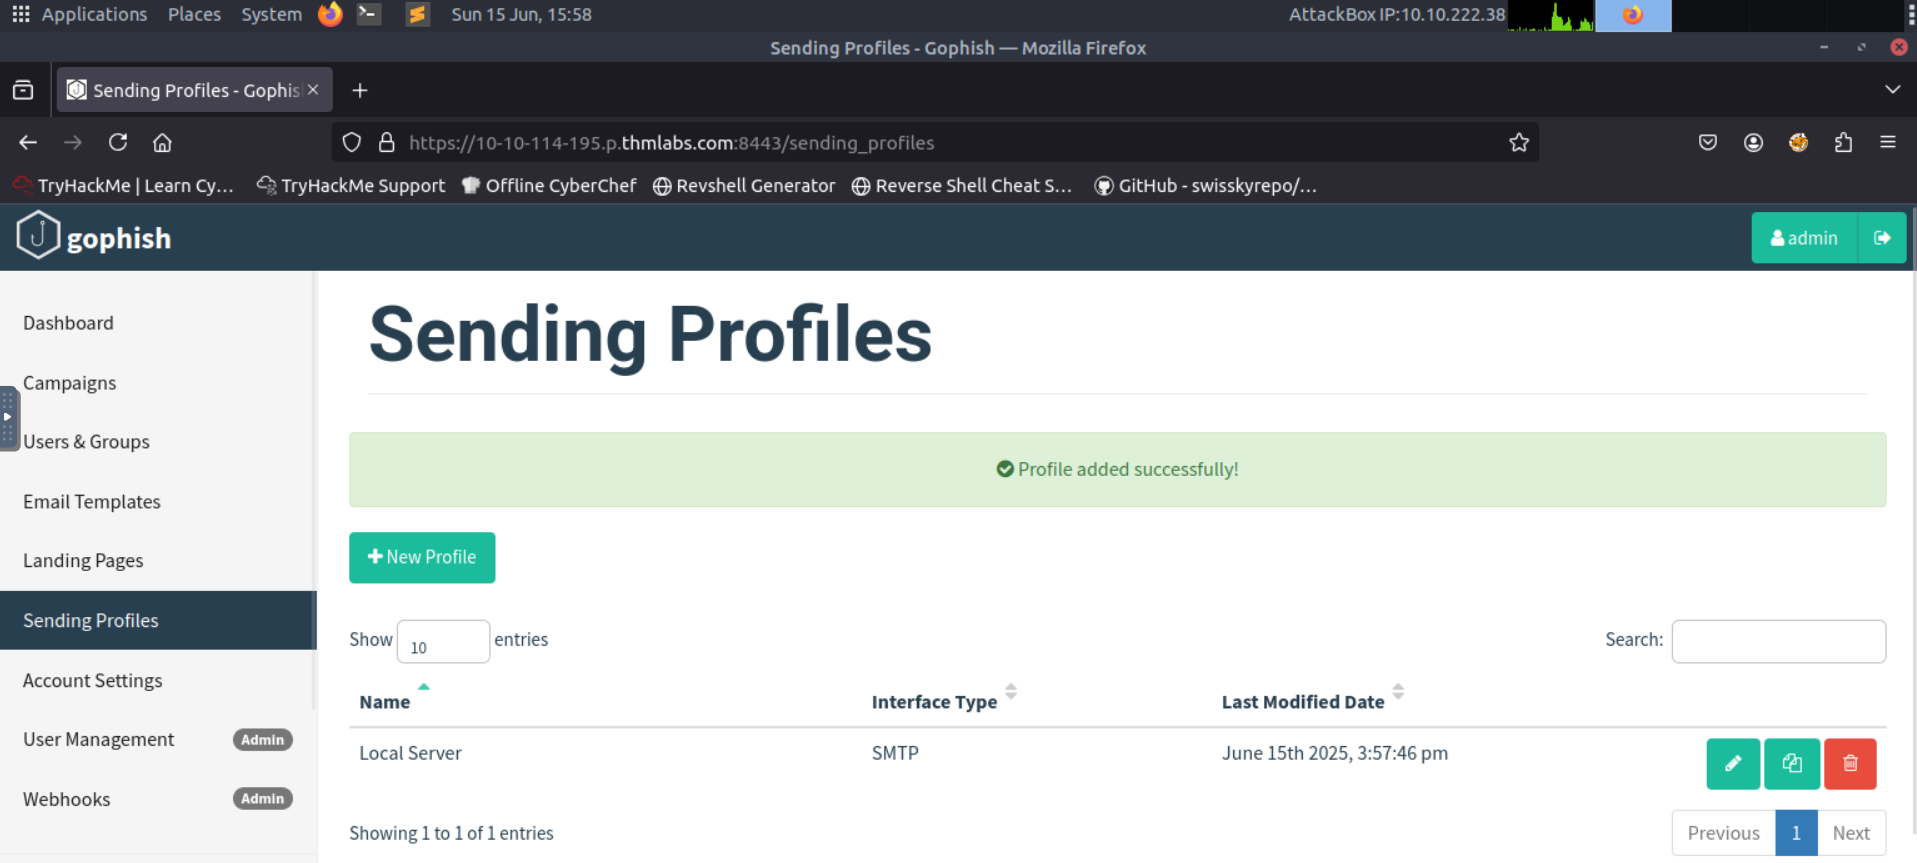 Applications Places System Sun 15 Jun, 15:58 AttackBox IP:10.10.222.38
Sending Profiles - Gophish — Mozilla Firefox
Sending Profiles - Gophis
https://10-10-114-195.p.thmlabs.com:8443/sending_profiles
TryHackMe | Learn Cy... TryHackMe Support Offline CyberChef Revshell Generator Reverse Shell Cheat S... GitHub - swisskyrepo/...
gophish admin
Dashboard
Sending Profiles
Campaigns
Users & Groups
Profile added successfully!
Email Templates
Landing Pages
New Profile
Sending Profiles
Show 10 entries Search:
Account Settings
Name Interface Type Last Modified Date
User Management Admin
Local Server SMTP June 15th 2025, 3:57:46 pm
Webhooks Admin
Showing 1 to 1 of 1 entries Previous 1 Next